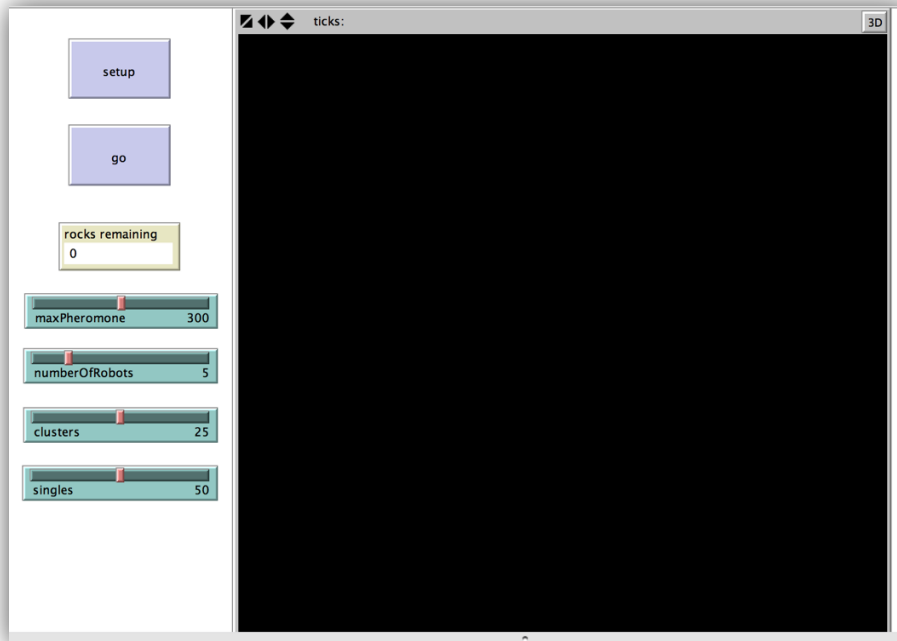 ticks:
3D
setup
go
rocks remaining
0
maxPheromone 300
numberOfRobots 5
clusters 25
singles 50